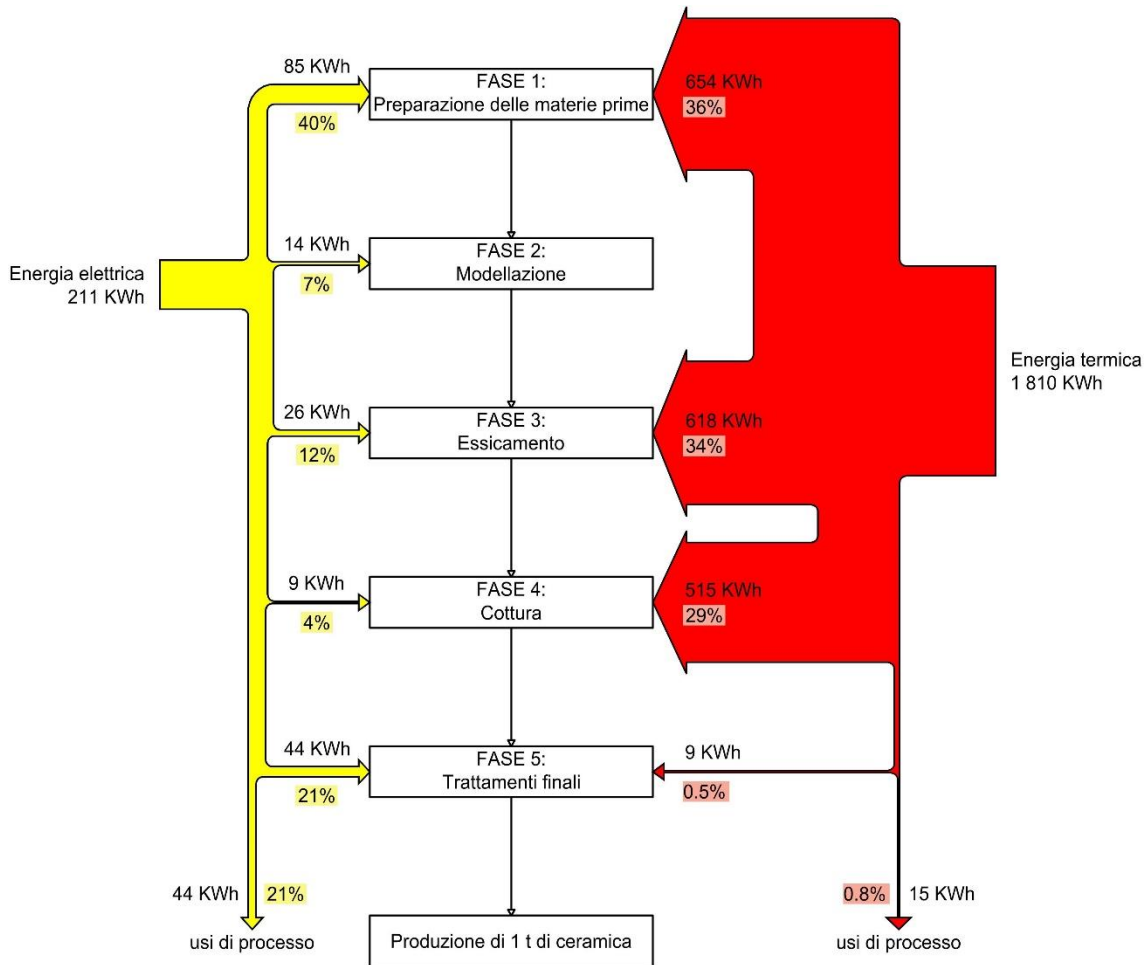 85 KWh
40%
FASE 1:
Preparazione delle materie prime
654 KWh
36%
14 KWh
7%
FASE 2:
Modellazione
Energia elettrica
211 KWh
Energia termica
1 810 KWh
26 KWh
12%
FASE 3:
Essicamento
618 KWh
34%
9 KWh
4%
FASE 4:
Cottura
515 KWh
29%
44 KWh
21%
FASE 5:
Trattamenti finali
9 KWh
0.5%
44 KWh
21%
usi di processo
Produzione di 1 t di ceramica
0.8%
15 KWh
usi di processo